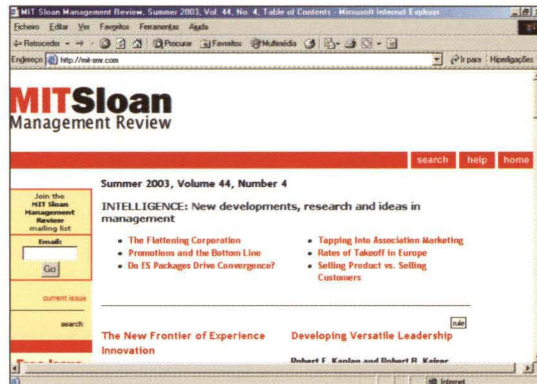 MIT Sloan Management Review, Summer 2003, Vol. 44, No. 4, Table of Contents - Microsoft Internet Explorer
Ficheiro Editar Ver Favoritos Ferramentas Ajuda
Retroceder Procurar Favoritos Multimédia
Endereço http://mit-smr.com Ir para Hiperligações
MITSloan
Management Review
search help home
Summer 2003, Volume 44, Number 4
Join the
MIT Sloan
Management
Review
mailing list
Email:
Go
current issue
search
INTELLIGENCE: New developments, research and ideas in
management
• The Flattening Corporation
• Promotions and the Bottom Line
• Do ES Packages Drive Convergence?
• Tapping Into Association Marketing
• Rates of Takeoff in Europe
• Selling Product vs. Selling
Customers
The New Frontier of Experience
Innovation
rule
Developing Versatile Leadership
Robert E. Kaplan and Robert B. Kaiser
Internet